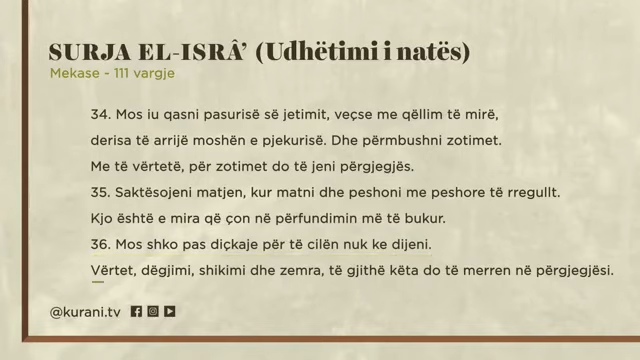 SURJA EL-ISRÂ’ (Udhëtimi i natës)
Mekase - 111 vargje
34. Mos iu qasni pasurisë së jetimit, veçse me qëllim të mirë,
derisa të arrijë moshën e pjekurisë. Dhe përmbushni zotimet.
Me të vërtetë, për zotimet do të jeni përgjegjës.
35. Saktësojeni matjen, kur matni dhe peshoni me peshore të rregullt.
Kjo është e mira që çon në përfundimin më të bukur.
36. Mos shko pas diçkaje për të cilën nuk ke dijeni.
Vërtet, dëgjimi, shikimi dhe zemra, të gjithë këta do të merren në përgjegjësi.
@kurani.tv